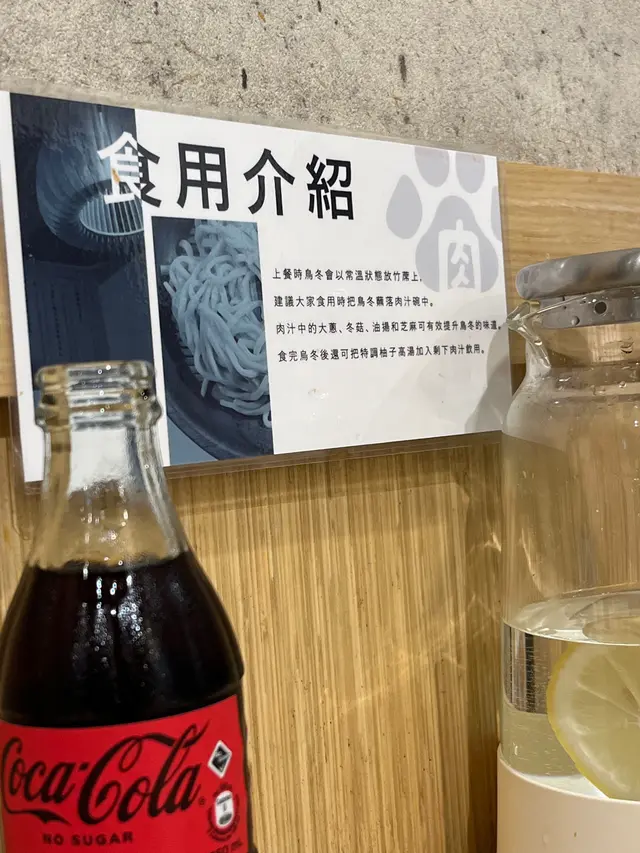 食用介紹
肉
上餐時烏冬會以常溫狀態放竹蓆上,
建議大家食用時把烏冬蘸落肉汁碗中。
肉汁中的大蔥、冬菇、油揚和芝麻可有效提升烏冬的味道。
食完烏冬後還可把特調柚子高湯加入剩下肉汁飲用。
Coca-Cola
NO SUGAR